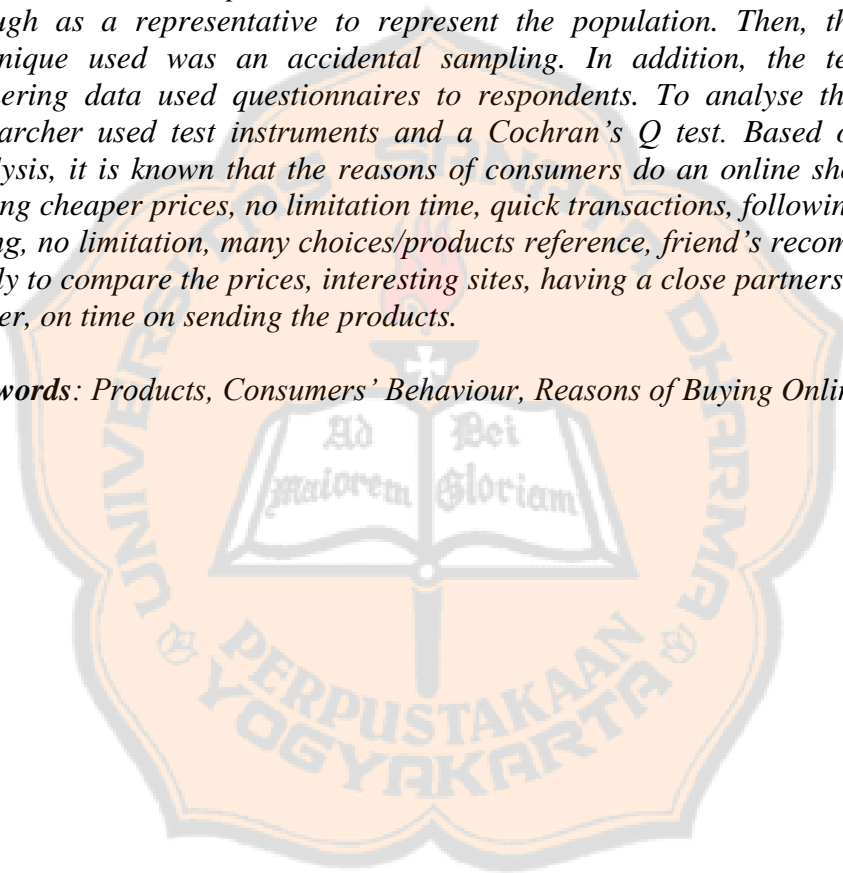 ugh as a representative to represent the population. Then, th
nique used was an accidental sampling. In addition, the te
ering data used questionnaires to respondents. To analyse th
archer used test instruments and a Cochran's Q test. Based o
lysis, it is known that the reasons of consumers do an online sh
ng cheaper prices, no limitation time, quick transactions, followin
g, no limitation, many choices/products reference, friend's recom
ly to compare the prices, interesting sites, having a close partners
er, on time on sending the products.
words: Products, Consumers' Behaviour, Reasons of Buying Onlin
UNIVERSITAS SANATA DHARMA
Ad Dei
Maiorem Gloriam
PERPUSTAKAAN
YOGYAKARTA